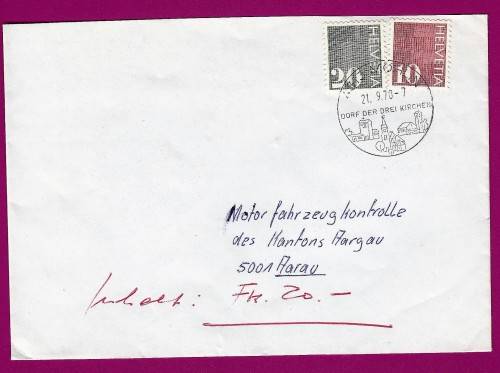 20 HELVETIA
10 HELVETIA
21. 9.70-7
DORF DER DREI KIRCHEN
Motorfahrzeugkontrolle
des Kantons Aargau
5001 Aarau
Inhalt: Fr. 20.-